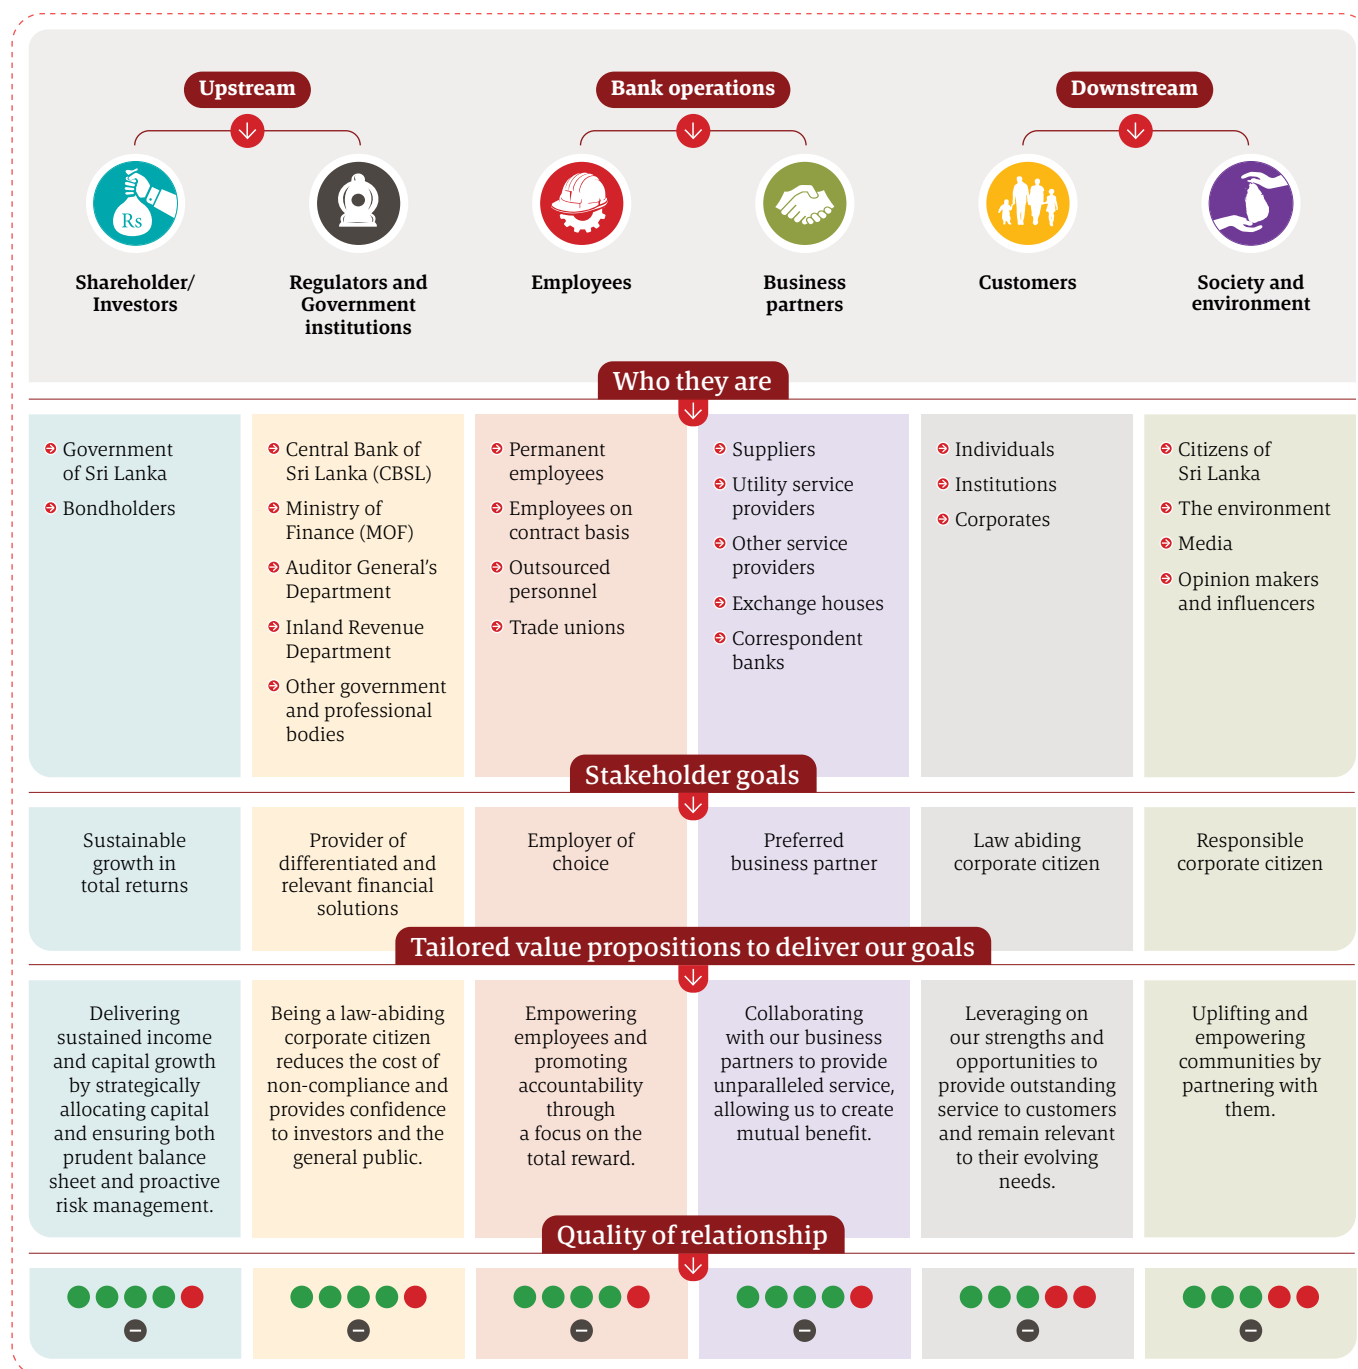 Upstream
Bank operations
Downstream
Rs
Shareholder/
Investors
Regulators and
Government
institutions
Employees
Business
partners
Customers
Society and
environment
Who they are
Government
of Sri Lanka
Bondholders
Central Bank of
Sri Lanka (CBSL)
Ministry of
Finance (MOF)
Auditor General's
Department
Inland Revenue
Department
Other government
and professional
bodies
Permanent
employees
Employees on
contract basis
Outsourced
personnel
Trade unions
Suppliers
Utility service
providers
Other service
providers
Exchange houses
Correspondent
banks
Individuals
Institutions
Corporates
Citizens of
Sri Lanka
The environment
Media
Opinion makers
and influencers
Stakeholder goals
Sustainable
growth in
total returns
Provider of
differentiated and
relevant financial
solutions
Employer of
choice
Preferred
business partner
Law abiding
corporate citizen
Responsible
corporate citizen
Tailored value propositions to deliver our goals
Delivering
sustained income
and capital growth
by strategically
allocating capital
and ensuring both
prudent balance
sheet and proactive
risk management.
Being a law-abiding
corporate citizen
reduces the cost of
non-compliance and
provides confidence
to investors and the
general public.
Empowering
employees and
promoting
accountability
through
a focus on the
total reward.
Collaborating
with our business
partners to provide
unparalleled service,
allowing us to create
mutual benefit.
Leveraging on
our strengths and
opportunities to
provide outstanding
service to customers
and remain relevant
to their evolving
needs.
Uplifting and
empowering
communities by
partnering with
them.
Quality of relationship